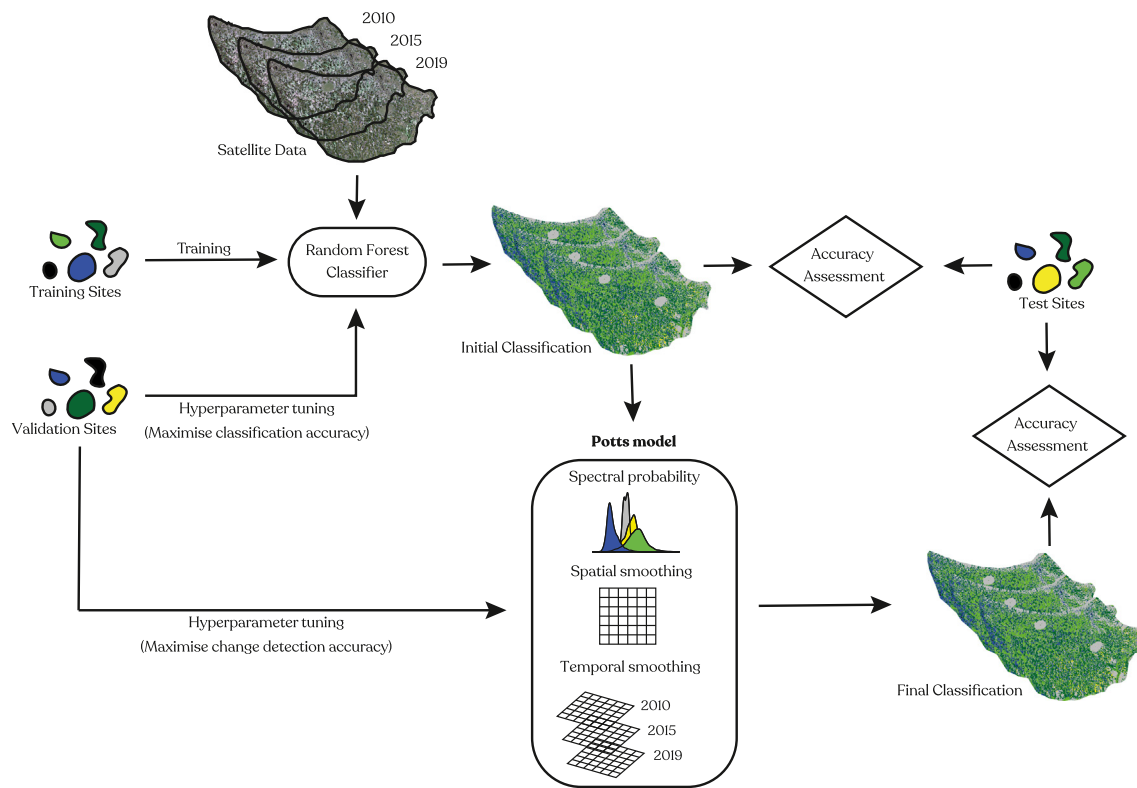 2010
2015
2019
Satellite Data
Training
Random Forest
Classifier
Accuracy
Assessment
Training Sites
Test Sites
Initial Classification
Hyperparameter tuning
(Maximise classification accuracy)
Validation Sites
Accuracy
Assessment
Potts model
Spectral probability
Spatial smoothing
Hyperparameter tuning
(Maximise change detection accuracy)
Temporal smoothing
2010
2015
2019
Final Classification